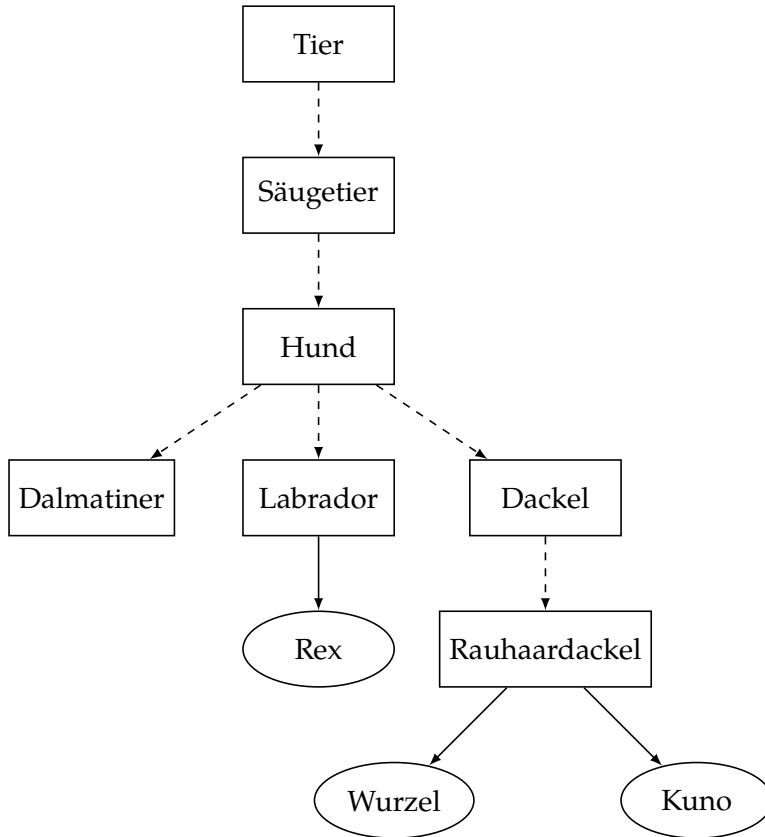 Tier
Säugetier
Hund
Dalmatiner
Labrador
Dackel
Rex
Rauhaardackel
Wurzel
Kuno